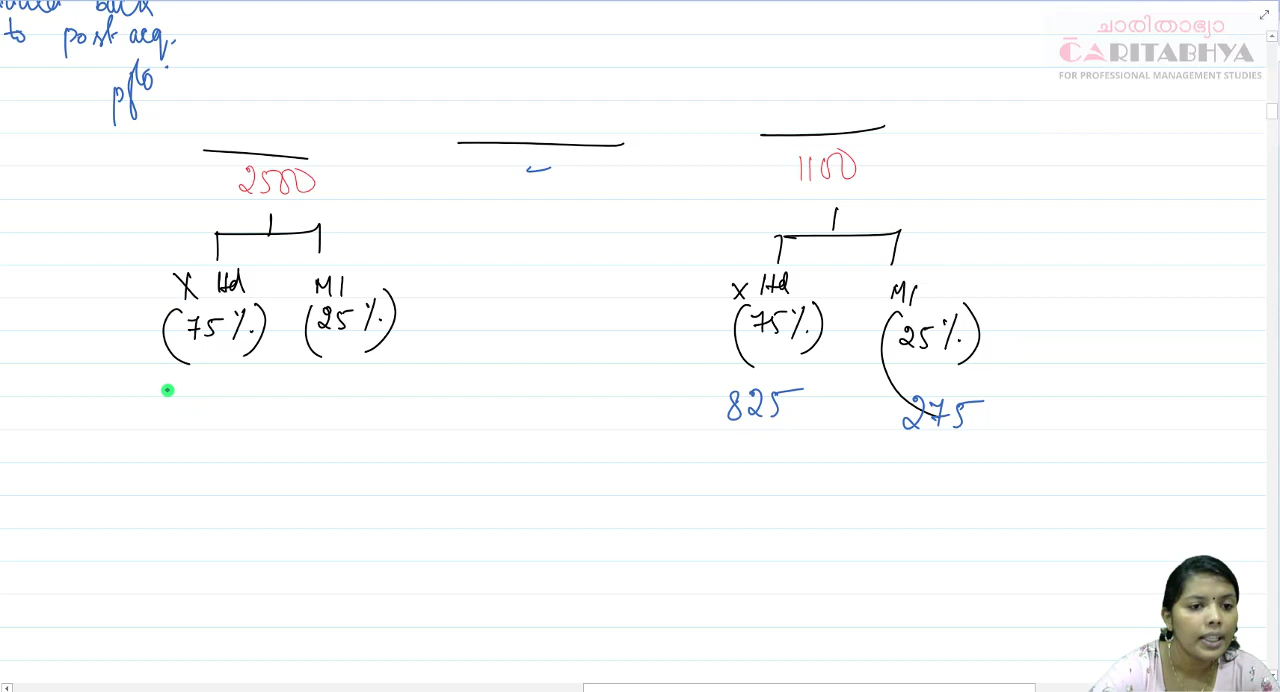 to post acq.
ചാരിതാഭ്യാ
CARITABHYA
FOR PROFESSIONAL MANAGEMENT STUDIES
2500
1100
X Ltd
MI
X Ltd
MI
(75%)
(25%)
(75%)
(25%)
825
275